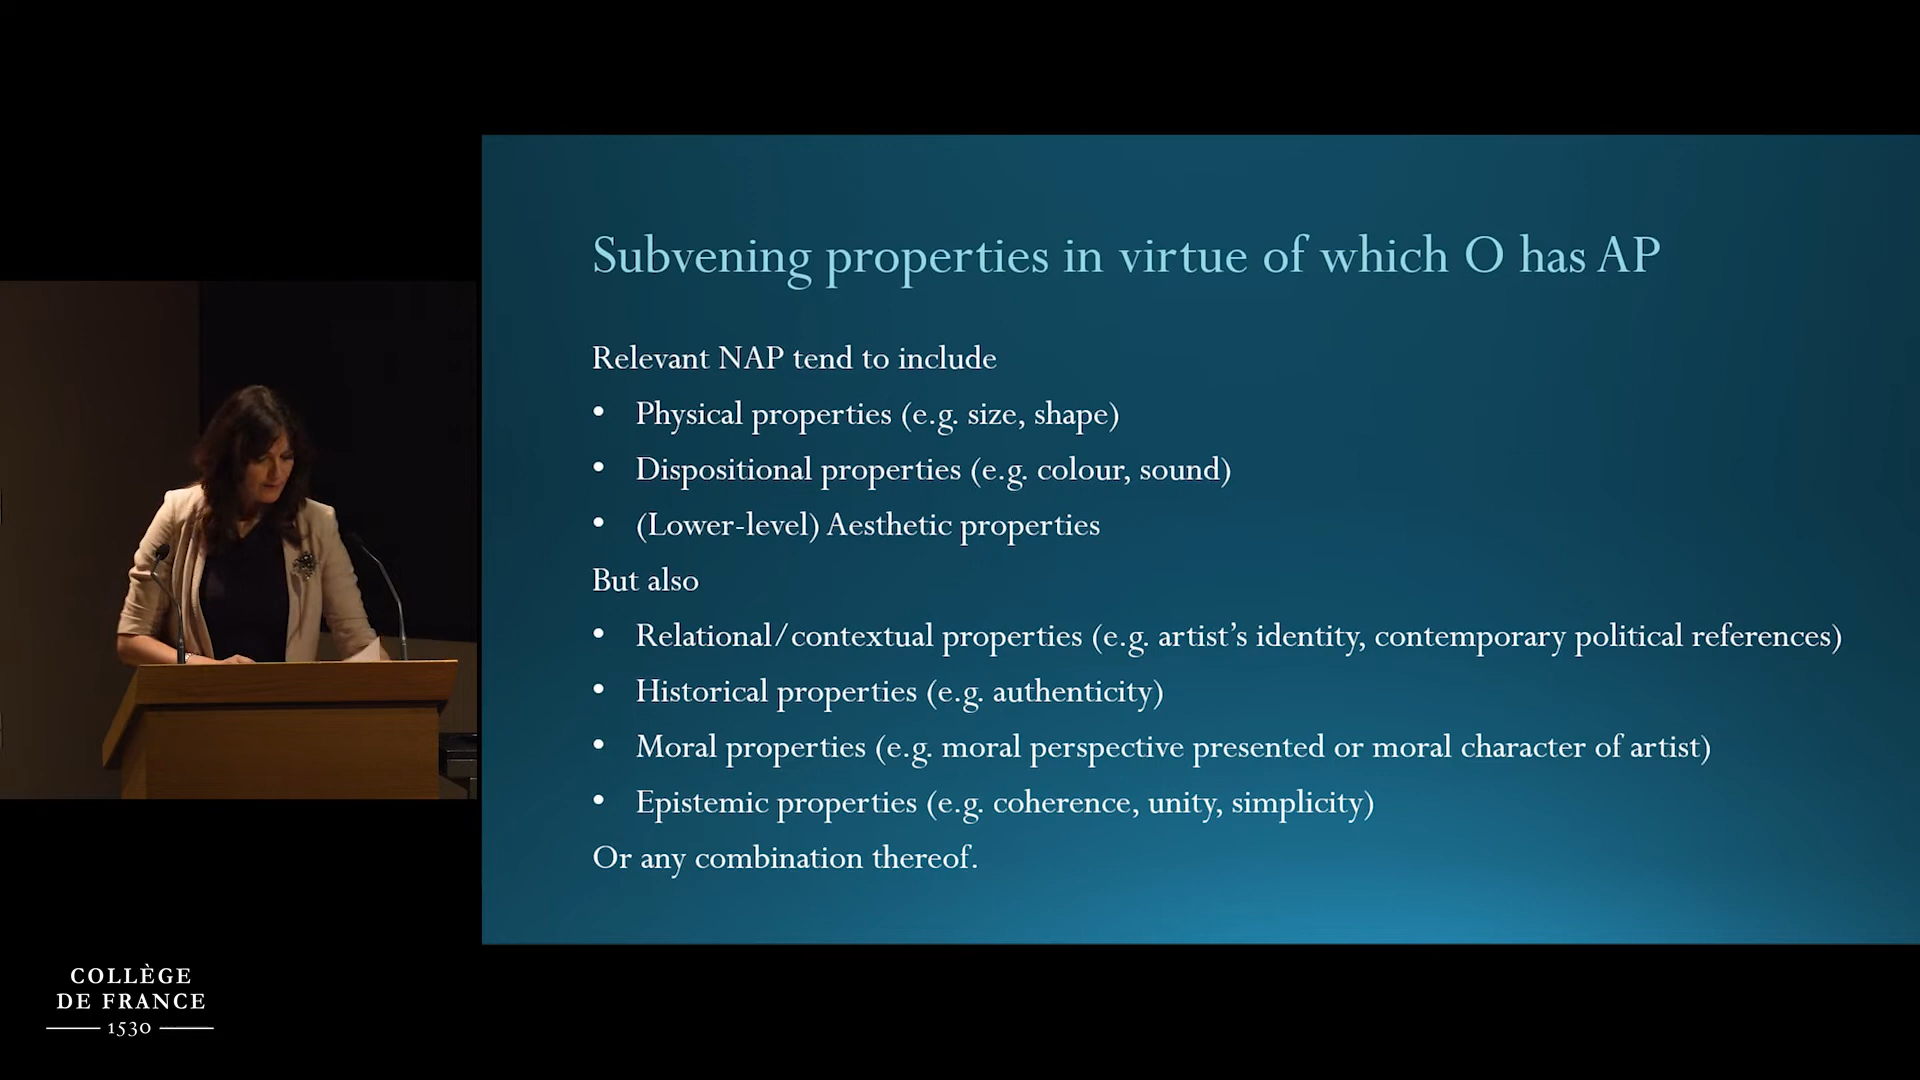 Subvening properties in virtue of which O has AP
Relevant NAP tend to include
• Physical properties (e.g. size, shape)
• Dispositional properties (e.g. colour, sound)
• (Lower-level) Aesthetic properties
But also
• Relational/contextual properties (e.g. artist’s identity, contemporary political references)
• Historical properties (e.g. authenticity)
• Moral properties (e.g. moral perspective presented or moral character of artist)
• Epistemic properties (e.g. coherence, unity, simplicity)
Or any combination thereof.
COLLÈGE
DE FRANCE
1530